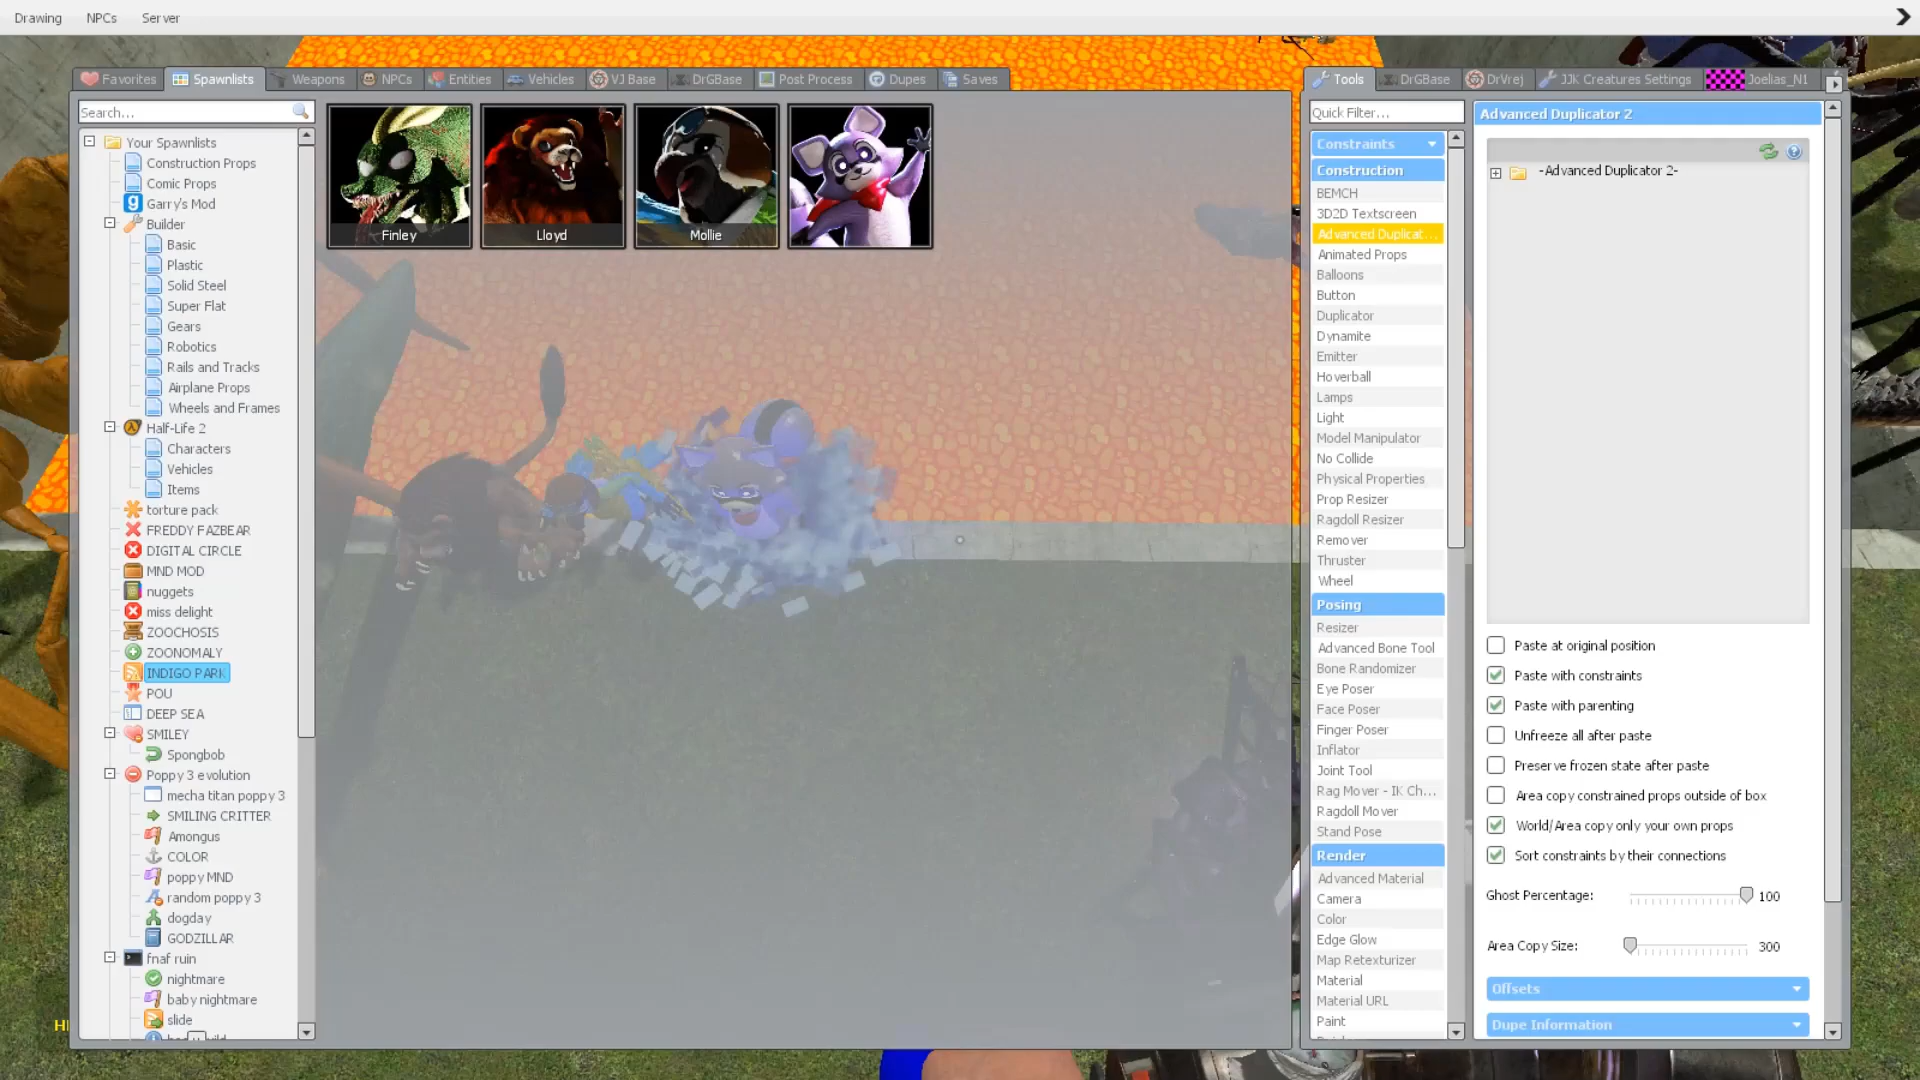 Drawing NPCs Server
Favorites Spawnlists Weapons NPCs Entities Vehicles VJ Base DrGBase Post Process Dupes Saves
Search...
Your Spawnlists
Construction Props
Comic Props
Garry's Mod
Builder
Basic
Plastic
Solid Steel
Super Flat
Gears
Robotics
Rails and Tracks
Airplane Props
Wheels and Frames
Half-Life 2
Characters
Vehicles
Items
torture pack
FREDDY FAZBEAR
DIGITAL CIRCLE
MND MOD
nuggets
miss delight
ZOOCHOSIS
ZOONOMALY
INDIGO PARK
POU
DEEP SEA
SMILEY
Spongbob
Poppy 3 evolution
mecha titan poppy 3
SMILING CRITTER
Amongus
COLOR
poppy MND
random poppy 3
dogday
GODZILLAR
fnaf ruin
nightmare
baby nightmare
slide
Finley
Lloyd
Mollie
Tools DrGBase DrVrej JJK Creatures Settings Joelias_N1
Quick Filter...
Constraints
Construction
BEMCH
3D2D Textscreen
Advanced Duplicat...
Animated Props
Balloons
Button
Duplicator
Dynamite
Emitter
Hoverball
Lamps
Light
Model Manipulator
No Collide
Physical Properties
Prop Resizer
Ragdoll Resizer
Remover
Thruster
Wheel
Posing
Resizer
Advanced Bone Tool
Bone Randomizer
Eye Poser
Face Poser
Finger Poser
Inflator
Joint Tool
Rag Mover - IK Ch...
Ragdoll Mover
Stand Pose
Render
Advanced Material
Camera
Color
Edge Glow
Map Retexturizer
Material
Material URL
Paint
Advanced Duplicator 2
-Advanced Duplicator 2-
Paste at original position
Paste with constraints
Paste with parenting
Unfreeze all after paste
Preserve frozen state after paste
Area copy constrained props outside of box
World/Area copy only your own props
Sort constraints by their connections
Ghost Percentage: 100
Area Copy Size: 300
Offsets
Dupe Information